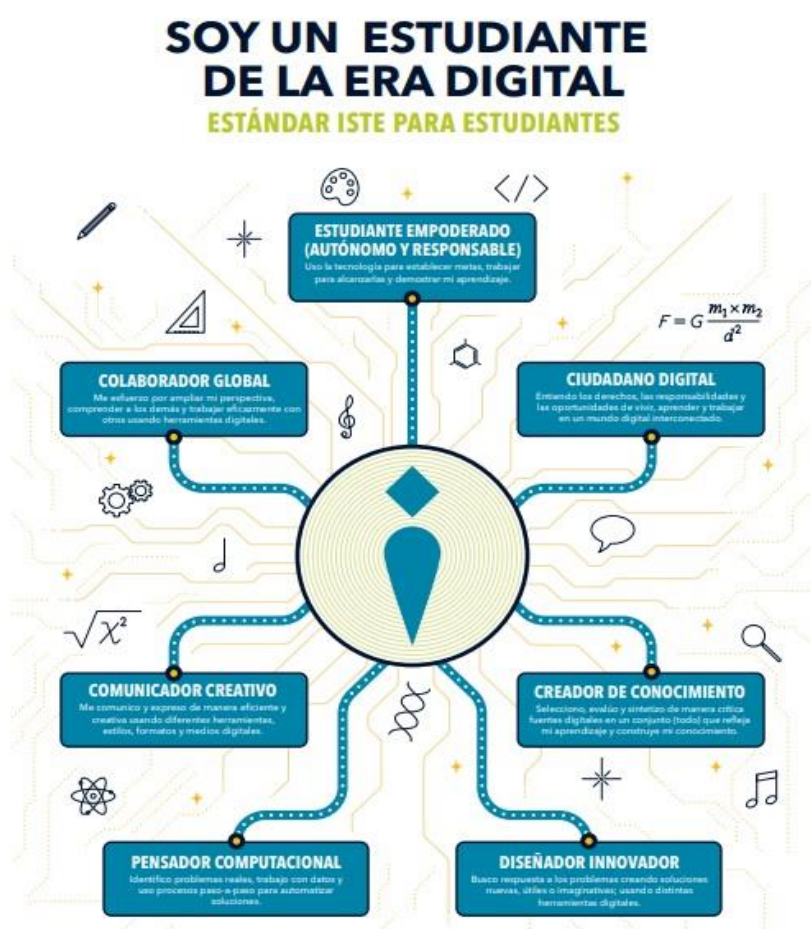 SOY UN ESTUDIANTE
DE LA ERA DIGITAL
ESTÁNDAR ISTE PARA ESTUDIANTES
</>
ESTUDIANTE EMPODERADO
(AUTÓNOMO Y RESPONSABLE)
Uso la tecnología para establecer metas, trabajar
para alcanzarlas y demostrar mi aprendizaje.
F = G m₁ × m₂ / d²
COLABORADOR GLOBAL
Me esfuerzo por ampliar mi perspectiva,
comprender a los demás y trabajar eficazmente con
otros usando herramientas digitales.
CIUDADANO DIGITAL
Entiendo los derechos, las responsabilidades y
las oportunidades de vivir, aprender y trabajar
en un mundo digital interconectado.
√χ²
COMUNICADOR CREATIVO
Me comunico y expreso de manera eficiente y
creativa usando diferentes herramientas,
estilos, formatos y medios digitales.
CREADOR DE CONOCIMIENTO
Selecciono, evalúo y sintetizo de manera crítica
fuentes digitales en un conjunto (todo) que refleja
mi aprendizaje y construye mi conocimiento.
PENSADOR COMPUTACIONAL
Identifico problemas reales, trabajo con datos y
uso procesos paso-a-paso para automatizar
soluciones.
DISEÑADOR INNOVADOR
Busco respuesta a los problemas creando soluciones
nuevas, útiles o imaginativas; usando distintas
herramientas digitales.